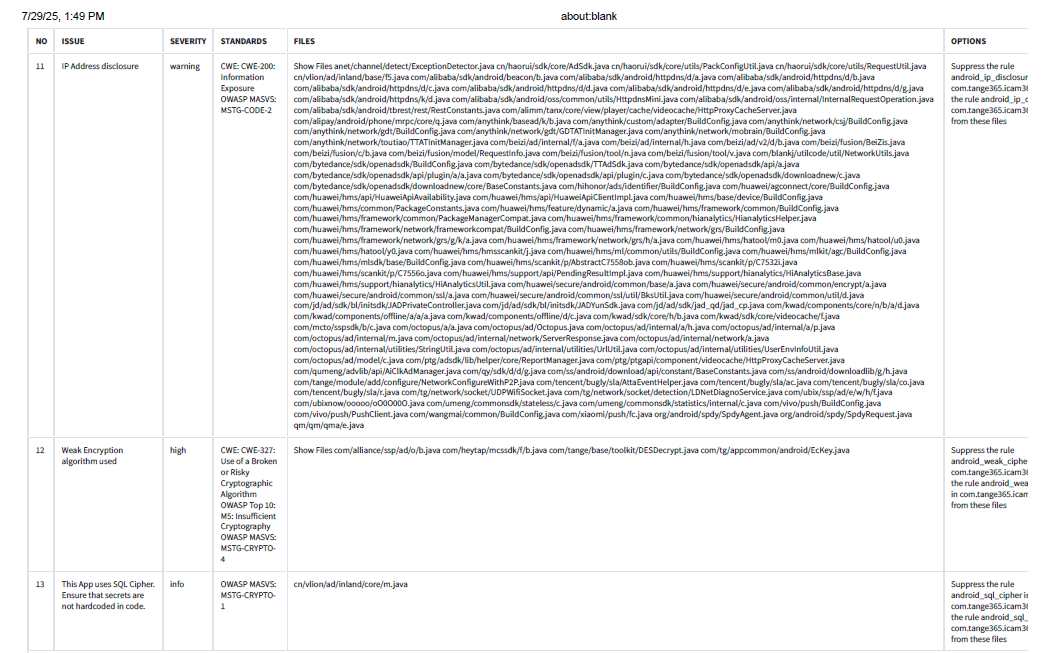 7/29/25, 1:49 PM
about:blank
NO ISSUE SEVERITY STANDARDS FILES OPTIONS
11
IP Address disclosure
warning
CWE: CWE-200:
Information
Exposure
OWASP MASVS:
MSTG-CODE-2
Show Files anet/channel/detect/ExceptionDetector.java cn/haorui/sdk/core/AdSdk.java cn/haorui/sdk/core/utils/PackConfigUtil.java cn/haorui/sdk/core/utils/RequestUtil.java
cn/vlion/ad/inland/base/f5.java com/alibaba/sdk/android/beacon/b.java com/alibaba/sdk/android/httpdns/d/a.java com/alibaba/sdk/android/httpdns/d/b.java
com/alibaba/sdk/android/httpdns/d/c.java com/alibaba/sdk/android/httpdns/d/d.java com/alibaba/sdk/android/httpdns/d/e.java com/alibaba/sdk/android/httpdns/d/g.java
com/alibaba/sdk/android/httpdns/k/d.java com/alibaba/sdk/android/oss/common/utils/HttpdnsMini.java com/alibaba/sdk/android/oss/internal/InternalRequestOperation.java
com/alibaba/sdk/android/tbrest/rest/RestConstants.java com/alimm/tanx/core/view/player/cache/videocache/HttpProxyCacheServer.java
com/alipay/android/phone/mrpc/core/q.java com/anythink/basead/k/b.java com/anythink/custom/adapter/BuildConfig.java com/anythink/network/csj/BuildConfig.java
com/anythink/network/gdt/BuildConfig.java com/anythink/network/gdt/GDTATInitManager.java com/anythink/network/mobrain/BuildConfig.java
com/anythink/network/toutiao/TTATInitManager.java com/beizi/ad/internal/f/a.java com/beizi/ad/internal/h.java com/beizi/ad/v2/d/b.java com/beizi/fusion/BeiZis.java
com/beizi/fusion/c/b.java com/beizi/fusion/model/RequestInfo.java com/beizi/fusion/tool/n.java com/beizi/fusion/tool/v.java com/blankj/utilcode/util/NetworkUtils.java
com/bytedance/sdk/openadsdk/BuildConfig.java com/bytedance/sdk/openadsdk/TTAdSdk.java com/bytedance/sdk/openadsdk/api/a.java
com/bytedance/sdk/openadsdk/api/plugin/a/a.java com/bytedance/sdk/openadsdk/api/plugin/c.java com/bytedance/sdk/openadsdk/downloadnew/c.java
com/bytedance/sdk/openadsdk/downloadnew/core/BaseConstants.java com/hihonor/ads/identifier/BuildConfig.java com/huawei/agconnect/core/BuildConfig.java
com/huawei/hms/api/HuaweiApiAvailability.java com/huawei/hms/api/HuaweiApiClientImpl.java com/huawei/hms/base/device/BuildConfig.java
com/huawei/hms/common/PackageConstants.java com/huawei/hms/feature/dynamic/a.java com/huawei/hms/framework/common/BuildConfig.java
com/huawei/hms/framework/common/PackageManagerCompat.java com/huawei/hms/framework/common/hianalytics/HianalyticsHelper.java
com/huawei/hms/framework/network/frameworkcompat/BuildConfig.java com/huawei/hms/framework/network/grs/BuildConfig.java
com/huawei/hms/framework/network/grs/g/k/a.java com/huawei/hms/framework/network/grs/h/a.java com/huawei/hms/hatool/m0.java com/huawei/hms/hatool/u0.java
com/huawei/hms/hatool/y0.java com/huawei/hms/hmsscankit/j.java com/huawei/hms/ml/common/utils/BuildConfig.java com/huawei/hms/mlkit/agc/BuildConfig.java
com/huawei/hms/mlsdk/base/BuildConfig.java com/huawei/hms/scankit/p/AbstractC7558ob.java com/huawei/hms/scankit/p/C7532i.java
com/huawei/hms/scankit/p/C7556o.java com/huawei/hms/support/api/PendingResultImpl.java com/huawei/hms/support/hianalytics/HiAnalyticsBase.java
com/huawei/hms/support/hianalytics/HiAnalyticsUtil.java com/huawei/secure/android/common/base/a.java com/huawei/secure/android/common/encrypt/a.java
com/huawei/secure/android/common/ssl/a.java com/huawei/secure/android/common/ssl/util/BksUtil.java com/huawei/secure/android/common/util/d.java
com/jd/ad/sdk/bl/initsdk/JADPrivateController.java com/jd/ad/sdk/bl/initsdk/JADYunSdk.java com/jd/ad/sdk/jad_qd/jad_cp.java com/kwad/components/core/n/b/a/d.java
com/kwad/components/offline/a/a/a.java com/kwad/components/offline/d/c.java com/kwad/sdk/core/h/b.java com/kwad/sdk/core/videocache/f.java
com/mcto/sspsdk/b/c.java com/octopus/a/a.java com/octopus/ad/Octopus.java com/octopus/ad/internal/a/h.java com/octopus/ad/internal/a/p.java
com/octopus/ad/internal/m.java com/octopus/ad/internal/network/ServerResponse.java com/octopus/ad/internal/network/a.java
com/octopus/ad/internal/utilities/StringUtil.java com/octopus/ad/internal/utilities/UrlUtil.java com/octopus/ad/internal/utilities/UserEnvInfoUtil.java
com/octopus/ad/model/c.java com/ptg/adsdk/lib/helper/core/ReportManager.java com/ptg/ptgapi/component/videocache/HttpProxyCacheServer.java
com/qumeng/advlib/api/AiClkAdManager.java com/qy/sdk/d/d/g.java com/ss/android/download/api/constant/BaseConstants.java com/ss/android/downloadlib/g/h.java
com/tange/module/add/configure/NetworkConfigureWithP2P.java com/tencent/bugly/sla/AttaEventHelper.java com/tencent/bugly/sla/ac.java com/tencent/bugly/sla/co.java
com/tencent/bugly/sla/r.java com/tg/network/socket/UDPWifiSocket.java com/tg/network/socket/detection/LDNetDiagnoService.java com/ubix/ssp/ad/e/w/h/f.java
com/ubixnow/ooooo/oO0O00O.java com/umeng/commonsdk/stateless/c.java com/umeng/commonsdk/statistics/internal/c.java com/vivo/push/BuildConfig.java
com/vivo/push/PushClient.java com/wangmai/common/BuildConfig.java com/xiaomi/push/fc.java org/android/spdy/SpdyAgent.java org/android/spdy/SpdyRequest.java
qm/qm/qma/e.java
Suppress the rule
android_ip_disclosur
com.tange365.icam36
the rule android_ip_c
com.tange365.icam36
from these files
12
Weak Encryption
algorithm used
high
CWE: CWE-327:
Use of a Broken
or Risky
Cryptographic
Algorithm
OWASP Top 10:
M5: Insufficient
Cryptography
OWASP MASVS:
MSTG-CRYPTO-
4
Show Files com/alliance/ssp/ad/o/b.java com/heytap/mcssdk/f/b.java com/tange/base/toolkit/DESDecrypt.java com/tg/appcommon/android/EcKey.java
Suppress the rule
android_weak_ciphe
com.tange365.icam36
the rule android_wea
in com.tange365.icam
from these files
13
This App uses SQL Cipher.
Ensure that secrets are
not hardcoded in code.
info
OWASP MASVS:
MSTG-CRYPTO-
1
cn/vlion/ad/inland/core/m.java
Suppress the rule
android_sql_cipher in
com.tange365.icam36
the rule android_sql_
com.tange365.icam36
from these files